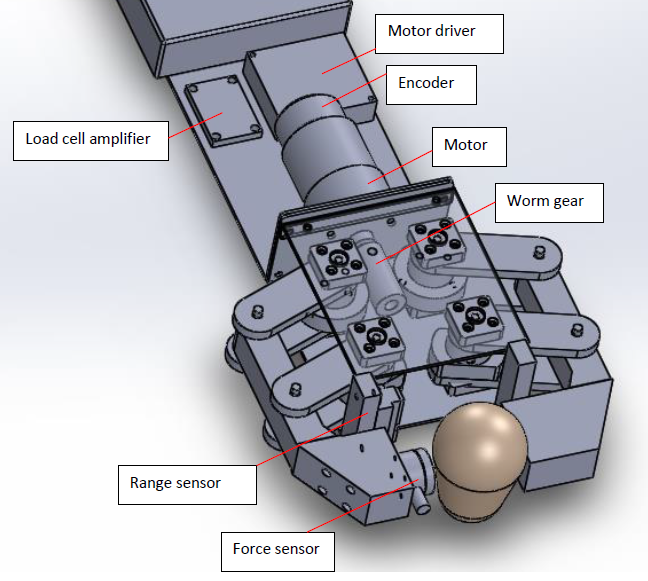 Motor driver
Encoder
Load cell amplifier
Motor
Worm gear
Range sensor
Force sensor